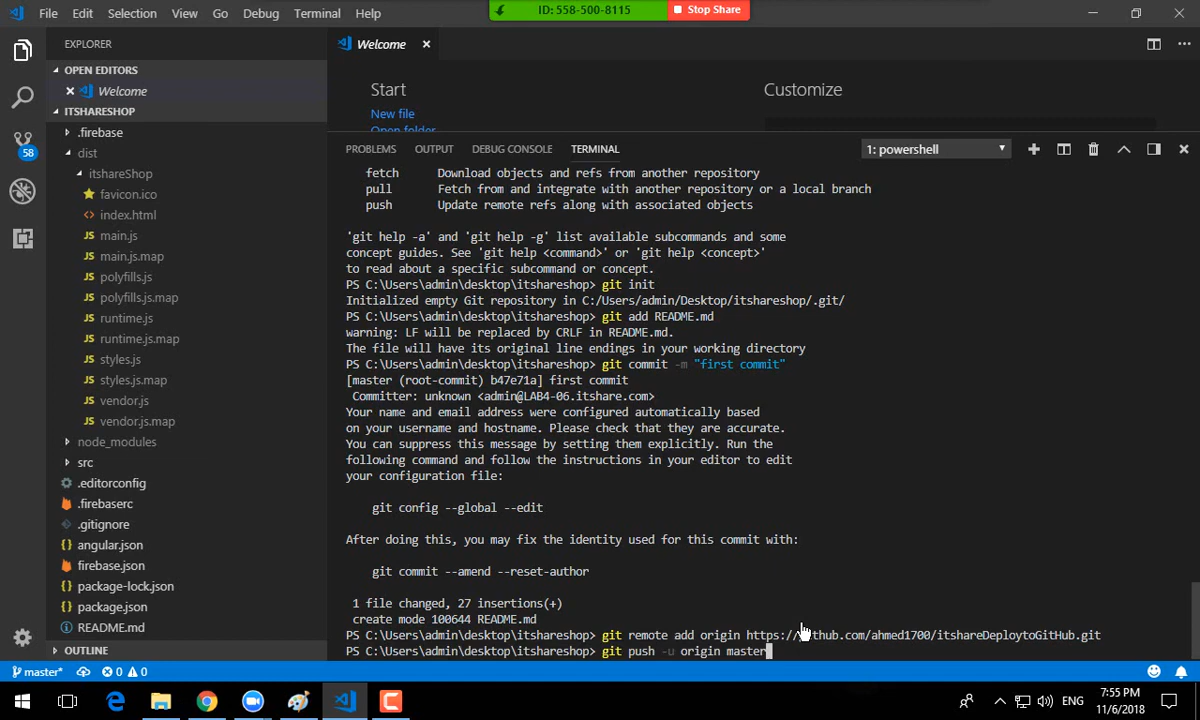 File Edit Selection View Go Debug Terminal Help
ID: 558-500-8115 Stop Share
EXPLORER
OPEN EDITORS
Welcome
ITSHARESHOP
.firebase
dist
itshareShop
favicon.ico
index.html
JS main.js
JS main.js.map
JS polyfills.js
JS polyfills.js.map
JS runtime.js
JS runtime.js.map
JS styles.js
JS styles.js.map
JS vendor.js
JS vendor.js.map
node_modules
src
.editorconfig
.firebaserc
.gitignore
angular.json
firebase.json
package-lock.json
package.json
README.md
OUTLINE
58
Welcome
Start
Customize
New file
Open folder
PROBLEMS OUTPUT DEBUG CONSOLE TERMINAL
1: powershell
fetch Download objects and refs from another repository
pull Fetch from and integrate with another repository or a local branch
push Update remote refs along with associated objects
'git help -a' and 'git help -g' list available subcommands and some
concept guides. See 'git help <command>' or 'git help <concept>'
to read about a specific subcommand or concept.
PS C:\Users\admin\desktop\itshareshop> git init
Initialized empty Git repository in C:/Users/admin/Desktop/itshareshop/.git/
PS C:\Users\admin\desktop\itshareshop> git add README.md
warning: LF will be replaced by CRLF in README.md.
The file will have its original line endings in your working directory
PS C:\Users\admin\desktop\itshareshop> git commit -m "first commit"
[master (root-commit) b47e71a] first commit
Committer: unknown <admin@LAB4-06.itshare.com>
Your name and email address were configured automatically based
on your username and hostname. Please check that they are accurate.
You can suppress this message by setting them explicitly. Run the
following command and follow the instructions in your editor to edit
your configuration file:
git config --global --edit
After doing this, you may fix the identity used for this commit with:
git commit --amend --reset-author
1 file changed, 27 insertions(+)
create mode 100644 README.md
PS C:\Users\admin\desktop\itshareshop> git remote add origin https://github.com/ahmed1700/itshareDeploytoGitHub.git
PS C:\Users\admin\desktop\itshareshop> git push -u origin master
master* 0 0
ENG
7:55 PM
11/6/2018